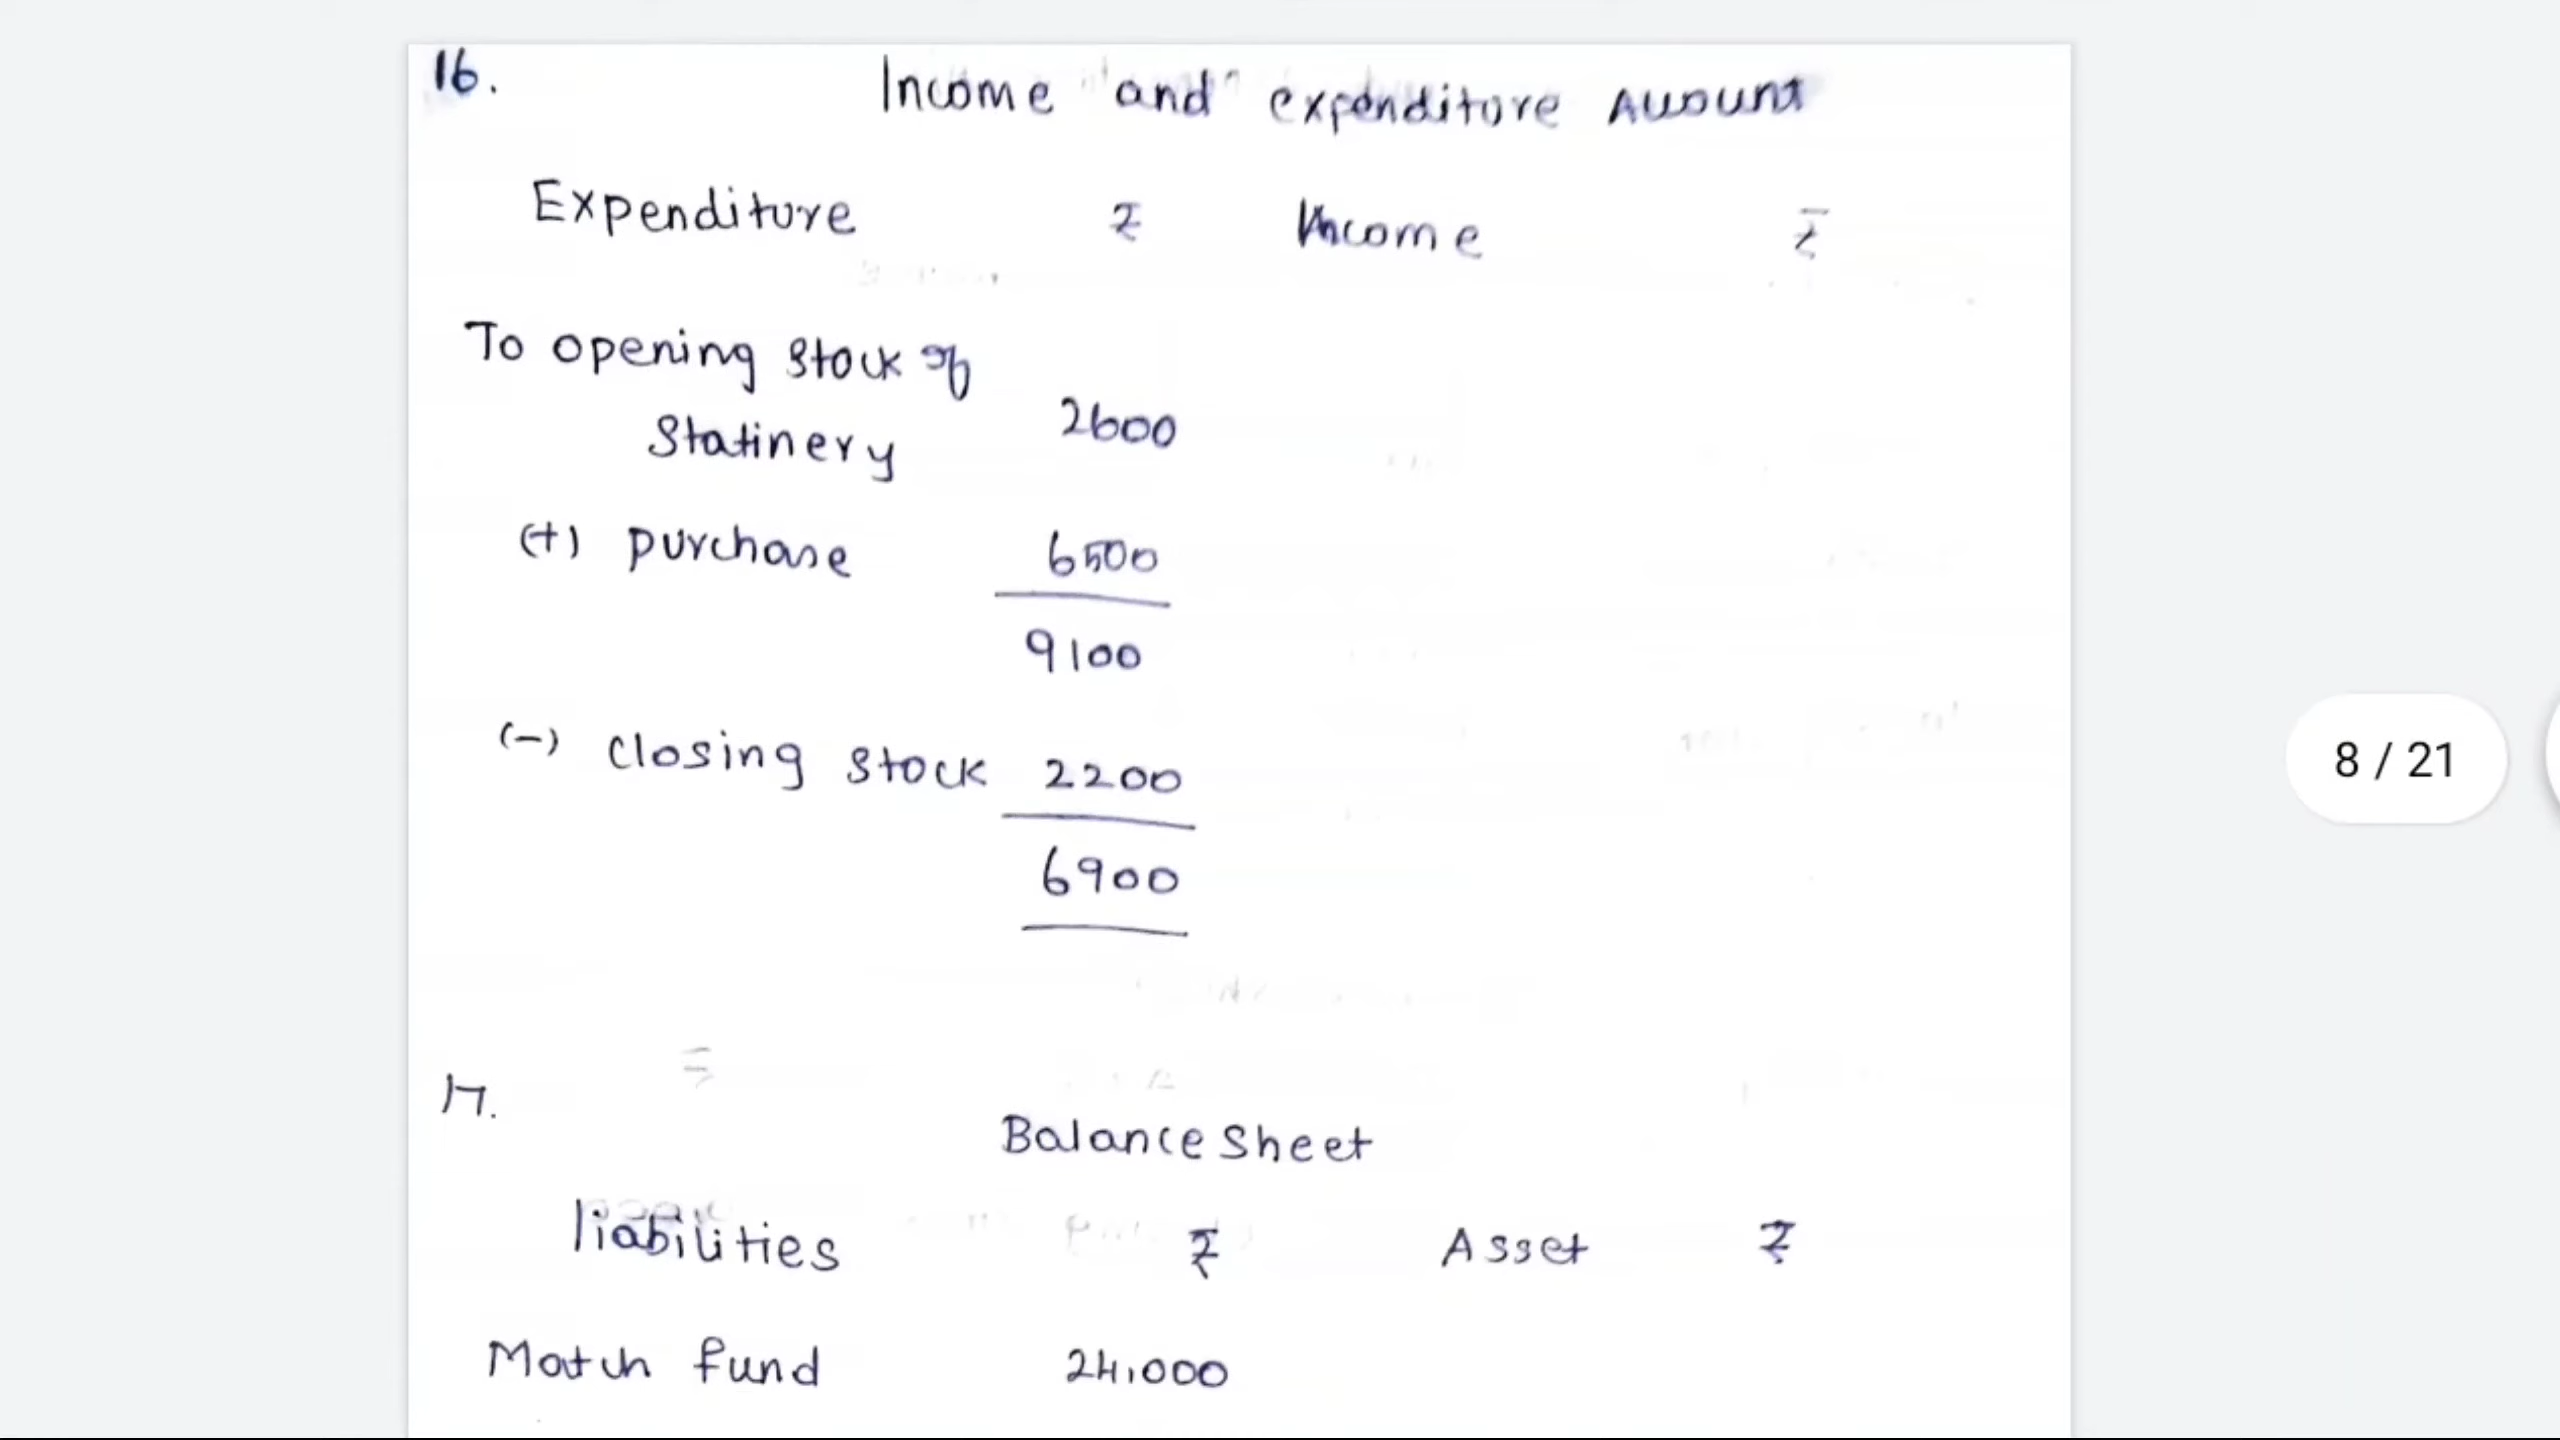 16.
Income and expenditure Account
Expenditure ₹ Income ₹
To opening stock of
Statinery 2600
(+) purchase 6500
9100
(-) closing stock 2200
6900
8 / 21
17.
Balance Sheet
liabilities ₹ Asset ₹
Match fund 24,000